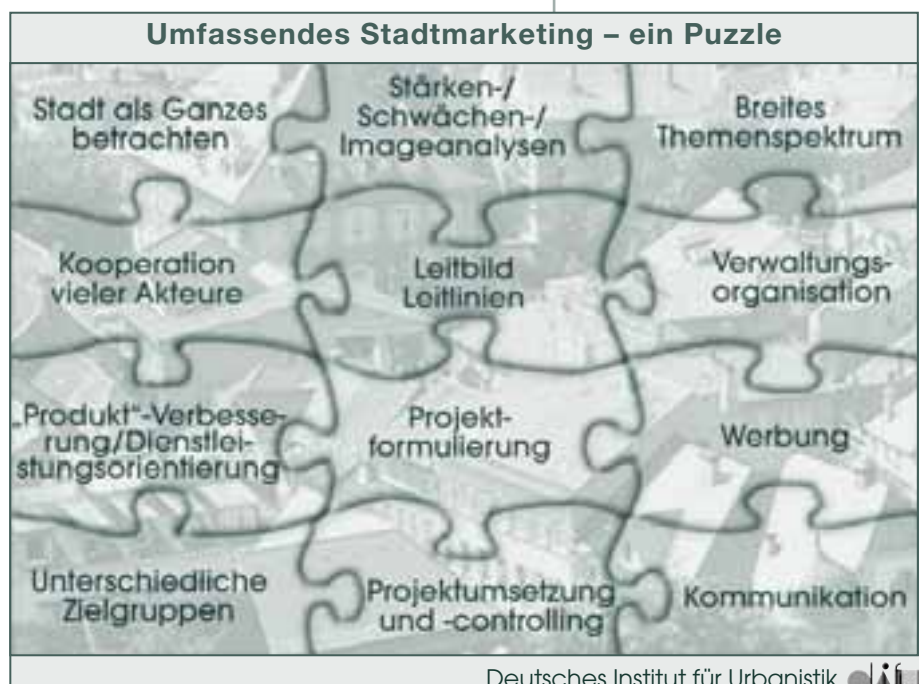 Umfassendes Stadtmarketing – ein Puzzle
Stadt als Ganzes
betrachten
Stärken-/
Schwächen-/
Imageanalysen
Breites
Themenspektrum
Kooperation
vieler Akteure
Leitbild
Leitlinien
Verwaltungs-
organisation
„Produkt“-Verbesse-
rung/Dienstlei-
stungsorientierung
Projekt-
formulierung
Werbung
Unterschiedliche
Zielgruppen
Projektumsetzung
und -controlling
Kommunikation
Deutsches Institut für Urbanistik